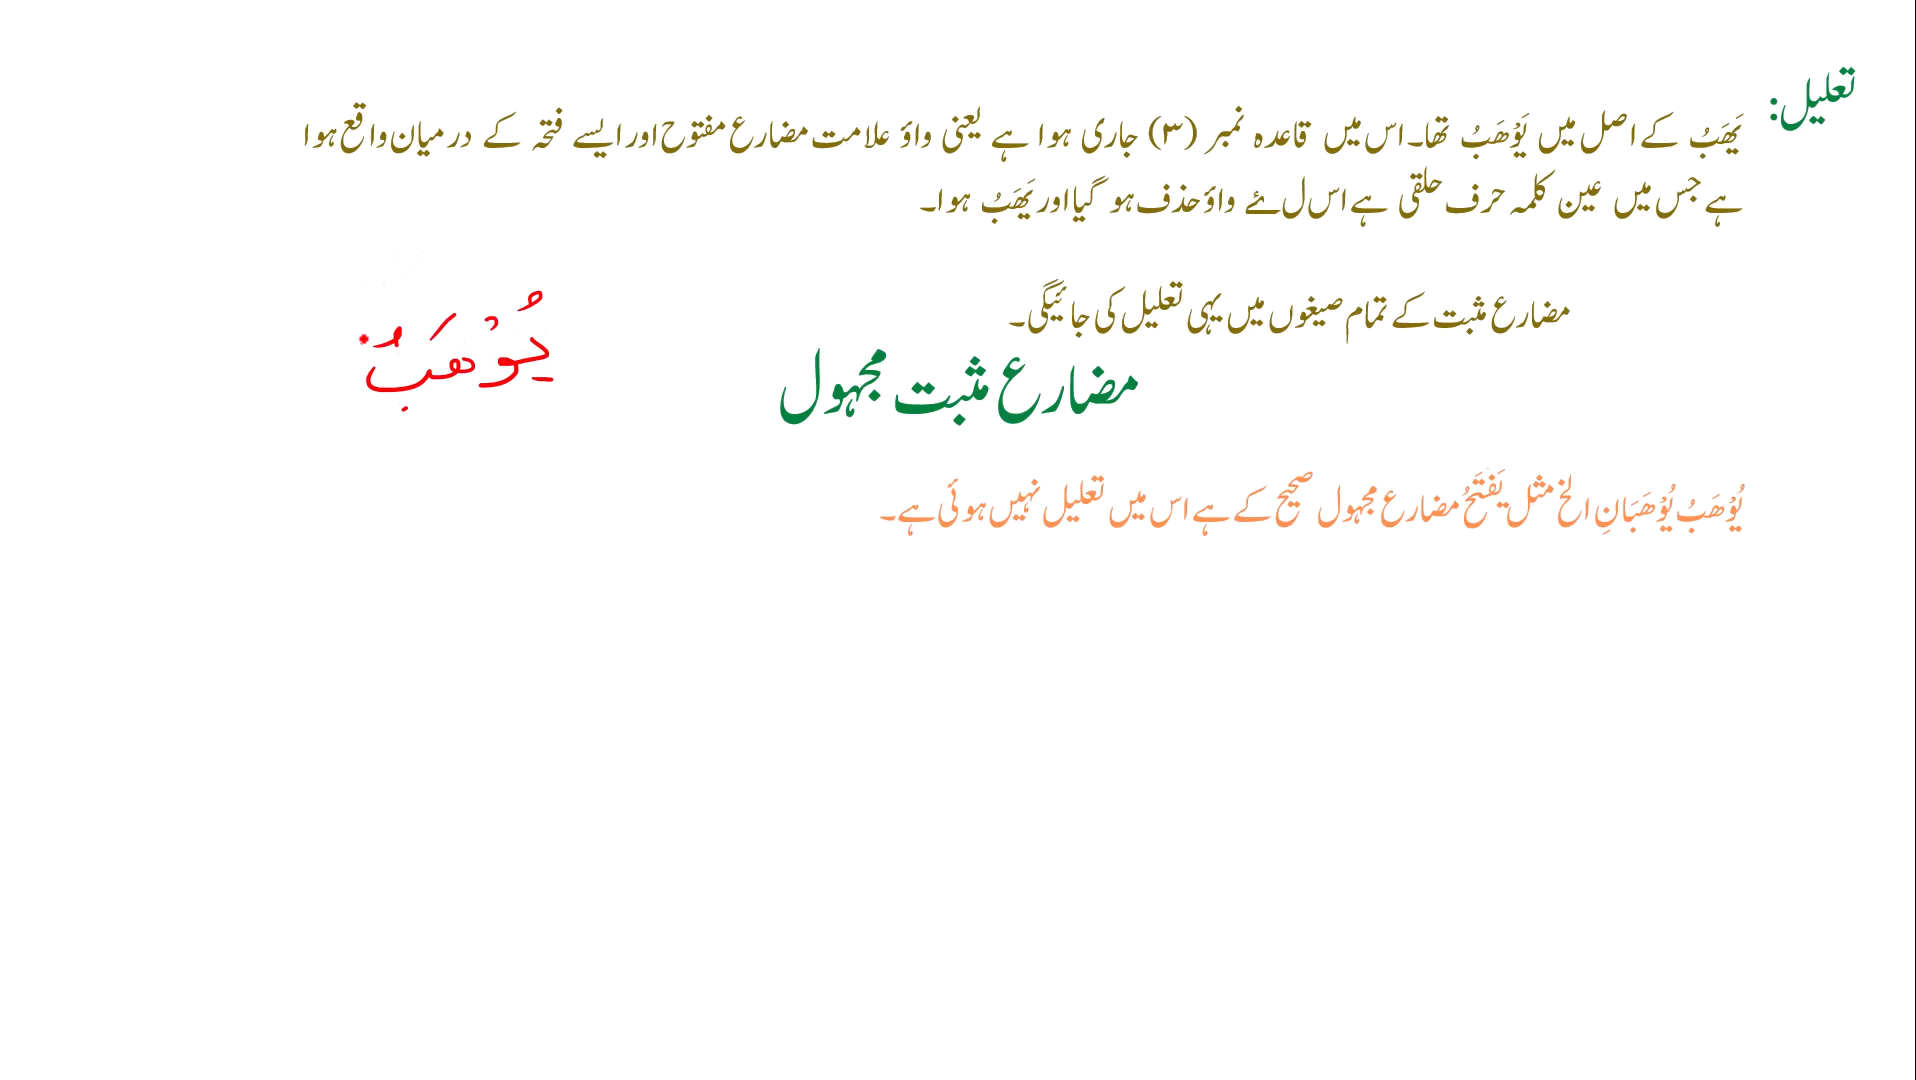 تعلیل:
یَھَبُ کے اصل میں یَوْھَبُ تھا۔اس میں قاعدہ نمبر (۳) جاری ہوا ہے یعنی واؤ علامت مضارع مفتوح اور ایسے فتحہ کے درمیان واقع ہوا
ہے جس میں عین کلمہ حرف حلقی ہے اس لئے واؤ حذف ہو گیا اور یَھَبُ ہوا۔
مضارع مثبت کے تمام صیغوں میں یہی تعلیل کی جائیگی۔
یُوْھَبُ
مضارع مثبت مجہول
یُوْھَبُ یُوْھَبَانِ الخ مثل یَفْتَحُ مضارع مجہول صحیح کے ہے اس میں تعلیل نہیں ہوئی ہے۔